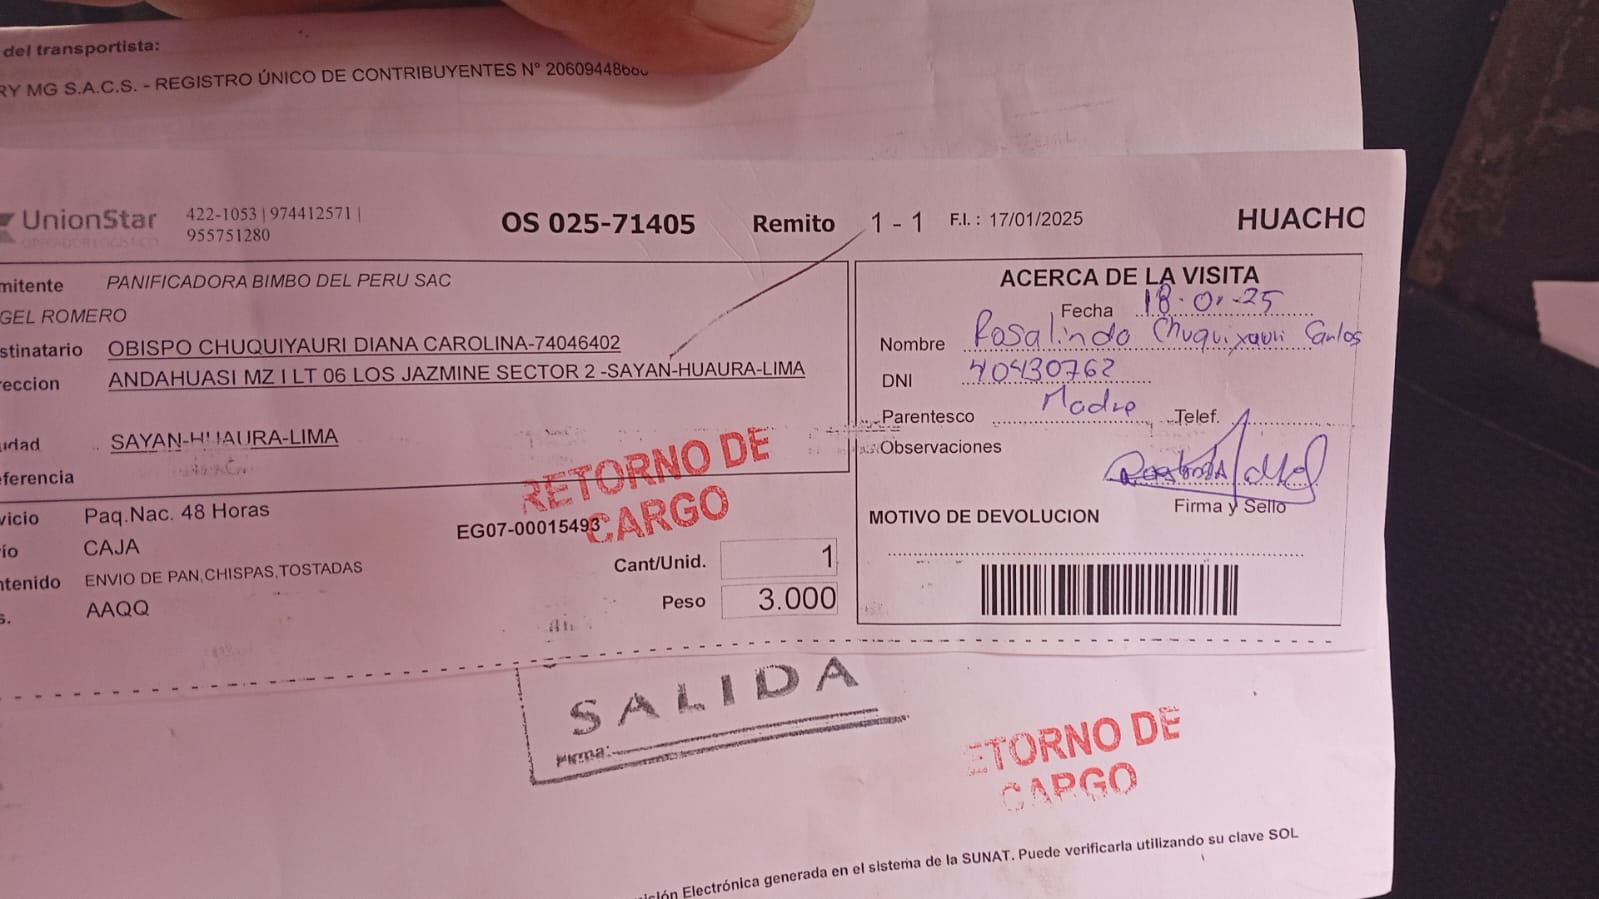 del transportista:
RY MG S.A.C.S. - REGISTRO ÚNICO DE CONTRIBUYENTES N° 20609448680
UnionStar
422-1053 | 974412571 |
955751280
OS 025-71405 Remito 1 - 1 F.I. : 17/01/2025 HUACHO
mitente PANIFICADORA BIMBO DEL PERU SAC
GEL ROMERO
stinatario OBISPO CHUQUIYAURI DIANA CAROLINA-74046402
reccion ANDAHUASI MZ I LT 06 LOS JAZMINE SECTOR 2 -SAYAN-HUAURA-LIMA
udad SAYAN-HUAURA-LIMA
eferencia
vicio Paq.Nac. 48 Horas
EG07-00015493
ío CAJA
ntenido ENVIO DE PAN,CHISPAS,TOSTADAS
s. AAQQ
Cant/Unid. 1
Peso 3.000
RETORNO DE
CARGO
ACERCA DE LA VISITA
Fecha 18-01-25
Nombre Rosalindo Chuquiyauri Carlos
DNI 40430762
Parentesco Madre Telef.
Observaciones
Firma y Sello
MOTIVO DE DEVOLUCION
SALIDA
Firma:
ETORNO DE
CARGO
isión Electrónica generada en el sistema de la SUNAT. Puede verificarla utilizando su clave SOL